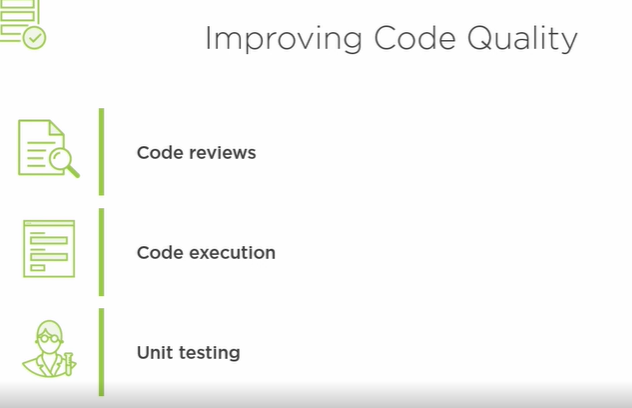 Improving Code Quality
Code reviews
Code execution
Unit testing